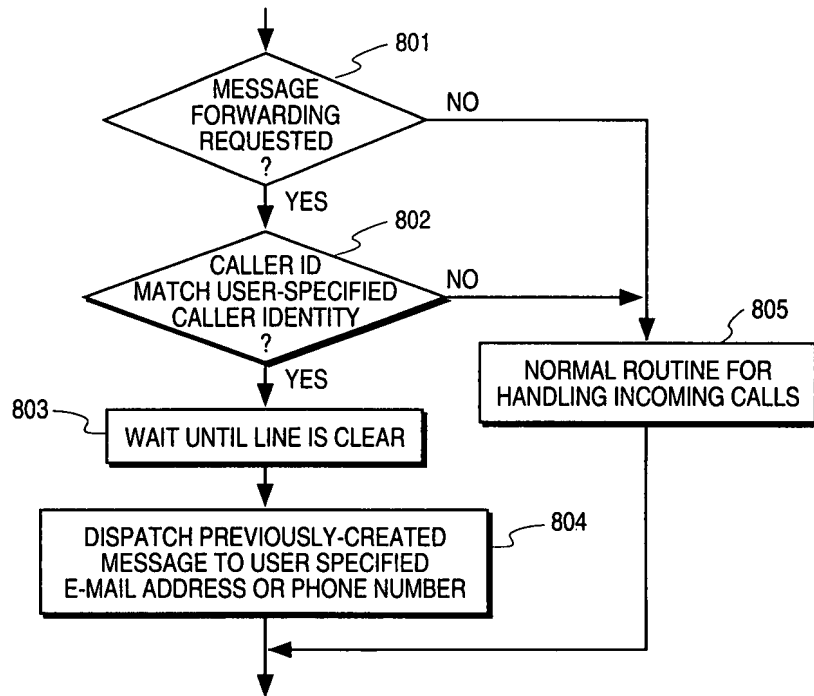 801
MESSAGE
FORWARDING
REQUESTED
?
NO
YES
802
CALLER ID
MATCH USER-SPECIFIED
CALLER IDENTITY
?
NO
YES
805
NORMAL ROUTINE FOR
HANDLING INCOMING CALLS
803
WAIT UNTIL LINE IS CLEAR
804
DISPATCH PREVIOUSLY-CREATED
MESSAGE TO USER SPECIFIED
E-MAIL ADDRESS OR PHONE NUMBER